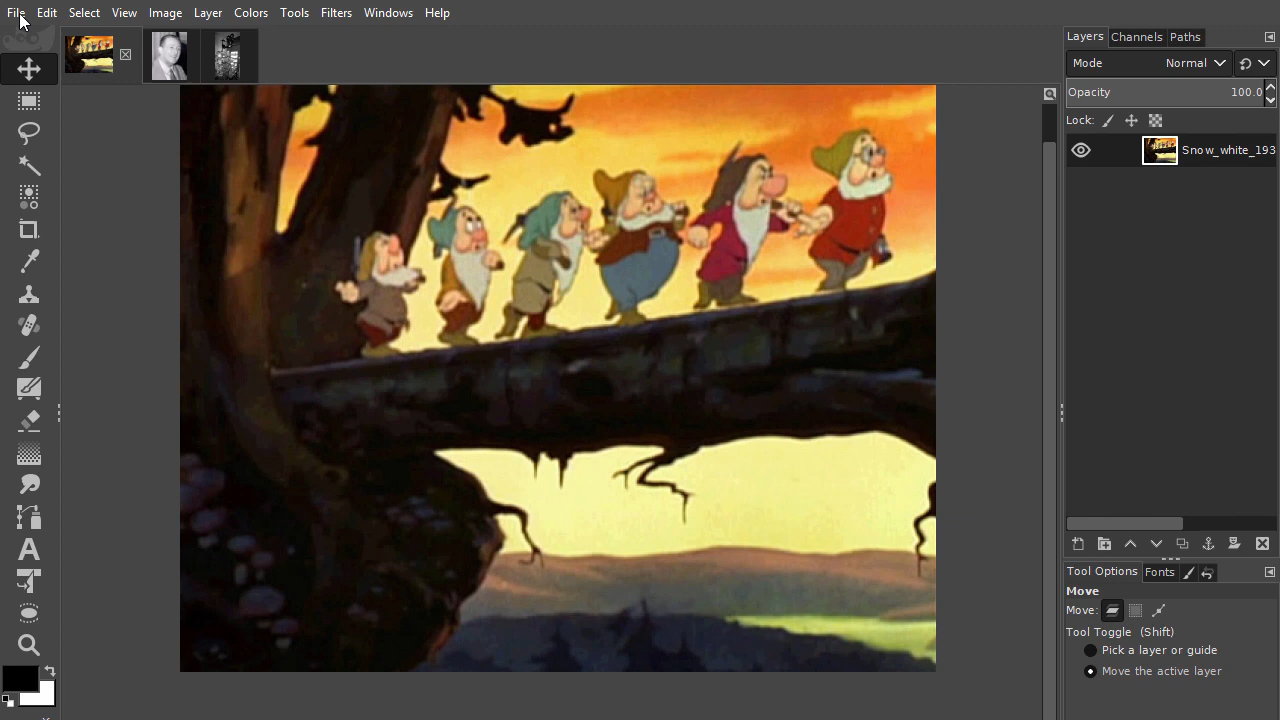 File Edit Select View Image Layer Colors Tools Filters Windows Help
Layers Channels Paths
Mode Normal
Opacity 100.0
Lock:
Snow_white_193
Tool Options Fonts
Move
Move:
Tool Toggle (Shift)
Pick a layer or guide
Move the active layer